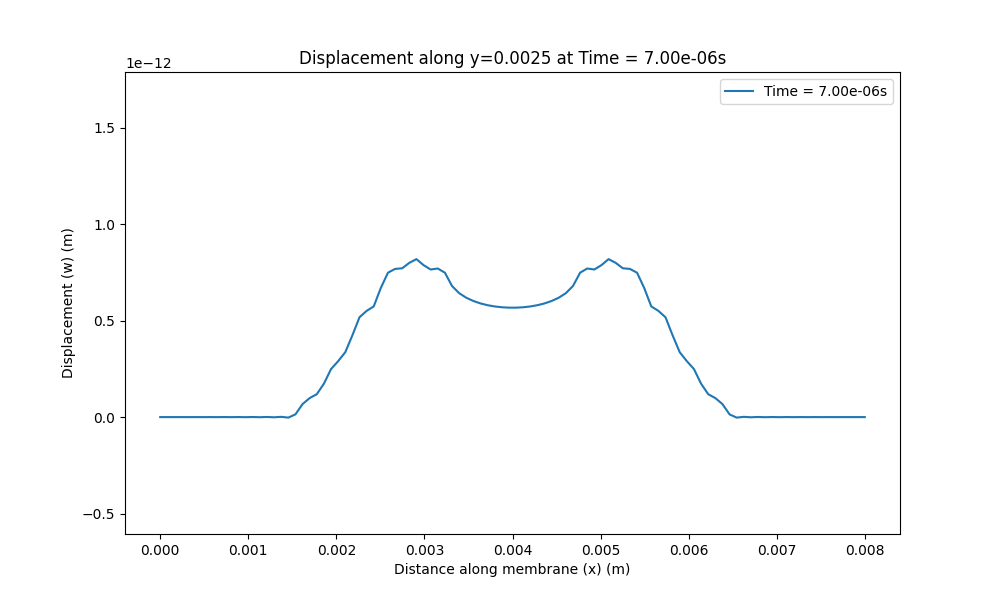 Displacement along y=0.0025 at Time = 7.00e-06s
1e−12
Time = 7.00e-06s
1.5
1.0
0.5
0.0
−0.5
Displacement (w) (m)
0.000 0.001 0.002 0.003 0.004 0.005 0.006 0.007 0.008
Distance along membrane (x) (m)